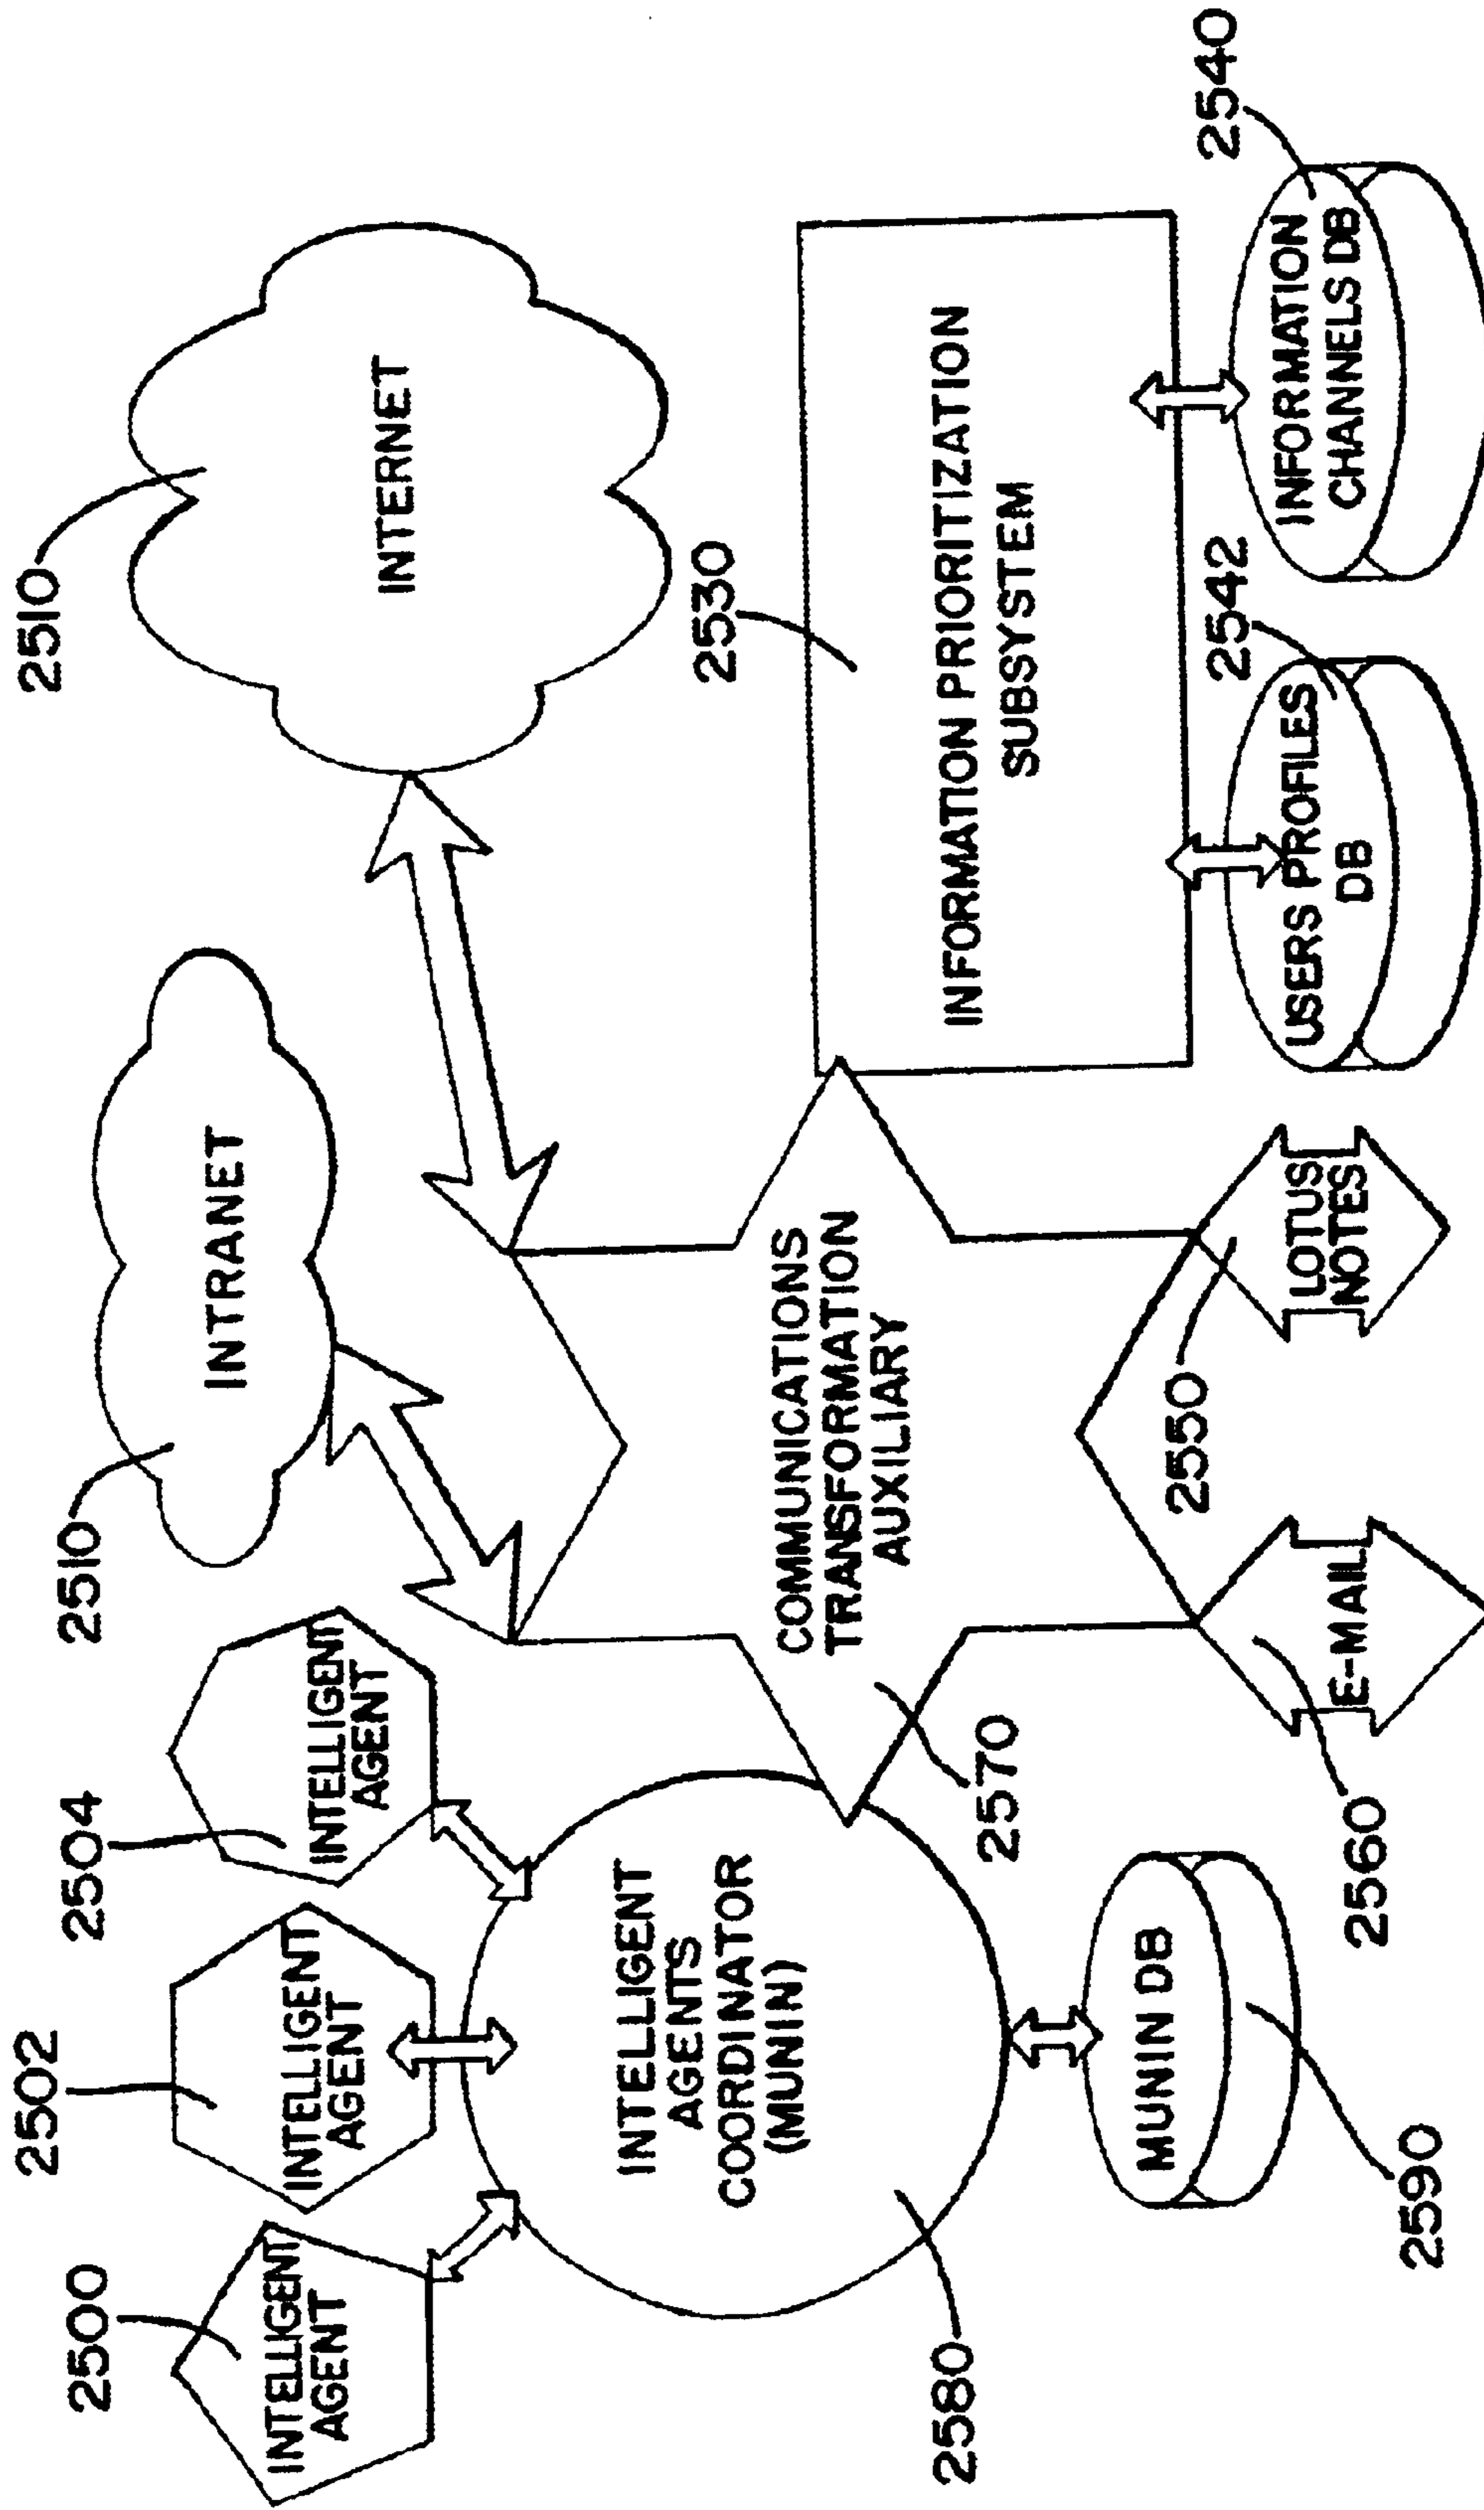 2500
INTELLIGENT
AGENT
2502
INTELLIGENT
AGENT
2504
INTELLIGENT
AGENT
2510
INTRANET
2510
INTERNET
INTELLIGENT
AGENTS
COORDINATOR
(MUNIN)
2580
MUNIN DB
2590
COMMUNICATIONS
TRANSFORMATION
AUXILIARY
2570
2530
INFORMATION PRIORITIZATION
SUBSYSTEM
E-MAIL
2560
LOTUS
NOTES
2550
USERS PROFILES
DB
2542
INFORMATION
CHANNELS DB
2540